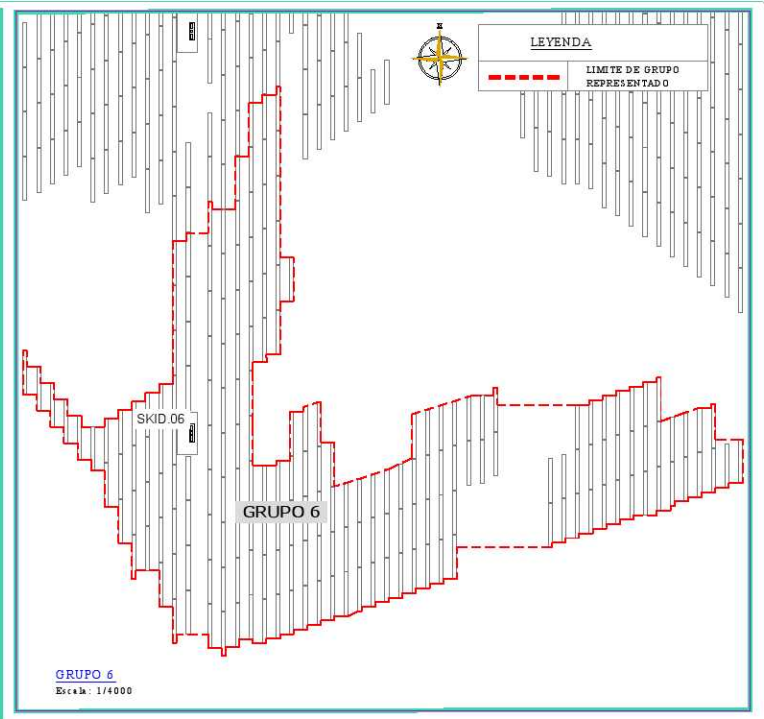 N
LEYENDA
LIMITE DE GRUPO
REPRESENTADO
SKID.06
GRUPO 6
GRUPO 6
Escala: 1/4000